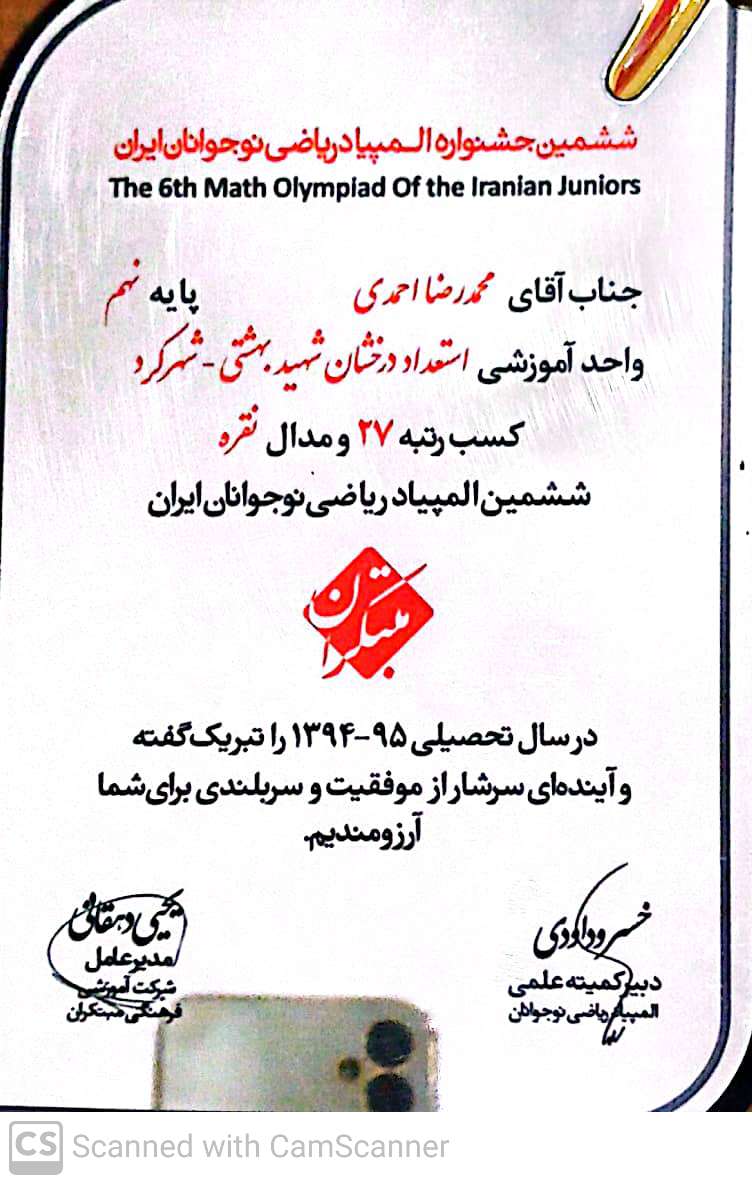 ششمین جشنواره المپیاد ریاضی نوجوانان ایران
The 6th Math Olympiad Of the Iranian Juniors
جناب آقای محمدرضا احمدی پایه نهم
واحد آموزشی استعداد درخشان شهید بهشتی - شهرکرد
کسب رتبه ۲۷ و مدال نقره
ششمین المپیاد ریاضی نوجوانان ایران
مبتکران
در سال تحصیلی ۹۵-۱۳۹۴ را تبریک گفته
و آینده‌ای سرشار از موفقیت و سربلندی برای شما
آرزومندیم.
خسرو داودی
دبیر کمیته علمی
المپیاد ریاضی نوجوانان
یحیی دهقانی
مدیر عامل
شرکت آموزشی
فرهنگی مبتکران
CS Scanned with CamScanner